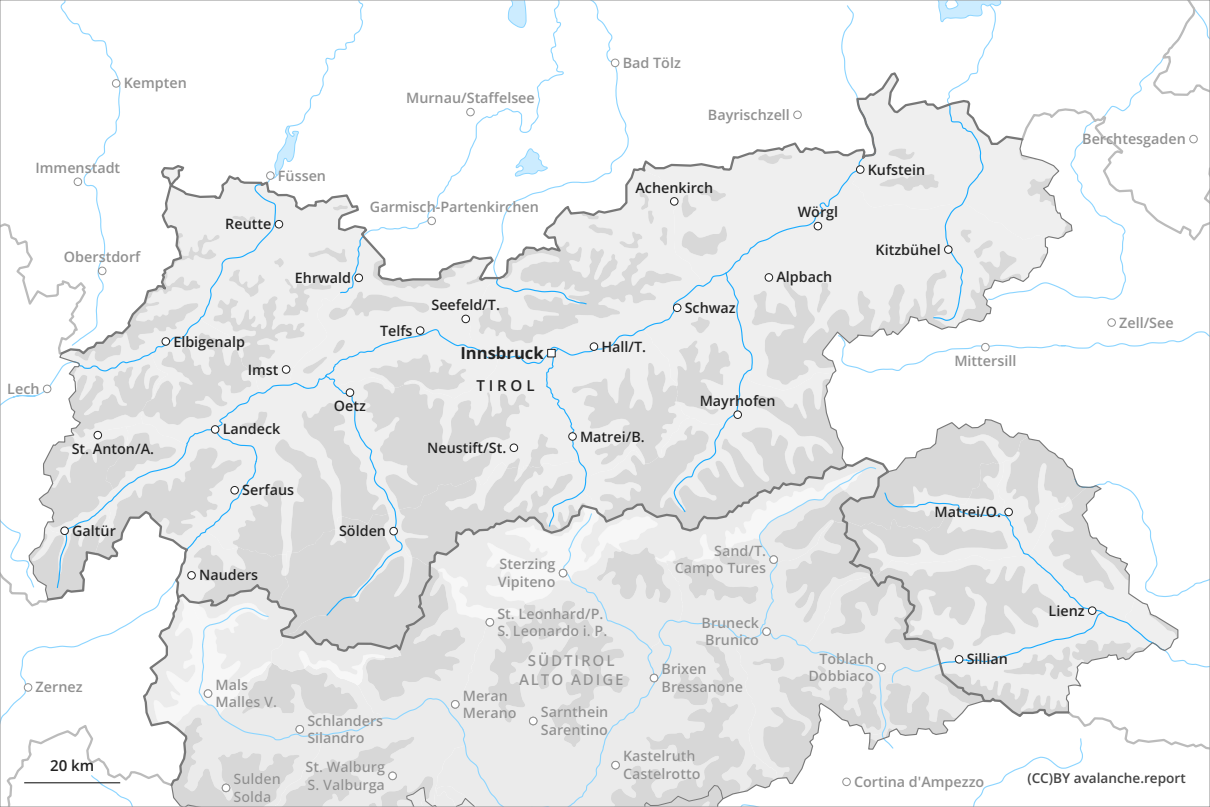 Kempten
Bad Tölz
Murnau/Staffelsee
Bayrischzell
Berchtesgaden
Immenstadt
Füssen
Kufstein
Achenkirch
Garmisch-Partenkirchen
Wörgl
Reutte
Kitzbühel
Oberstdorf
Ehrwald
Alpbach
Seefeld/T.
Schwaz
Zell/See
Telfs
Elbigenalp
Innsbruck
Hall/T.
Mittersill
Imst
TIROL
Lech
Oetz
Mayrhofen
Landeck
Matrei/B.
St. Anton/A.
Neustift/St.
Serfaus
Matrei/O.
Galtür
Sölden
Sand/T.
Campo Tures
Sterzing
Vipiteno
Nauders
Lienz
St. Leonhard/P.
S. Leonardo i. P.
Bruneck
Brunico
SÜDTIROL
ALTO ADIGE
Toblach
Dobbiaco
Sillian
Brixen
Bressanone
Zernez
Mals
Malles V.
Meran
Merano
Sarnthein
Sarentino
Schlanders
Silandro
Kastelruth
Castelrotto
St. Walburg
S. Valburga
20 km
Sulden
Solda
Cortina d'Ampezzo
(CC)BY avalanche.report